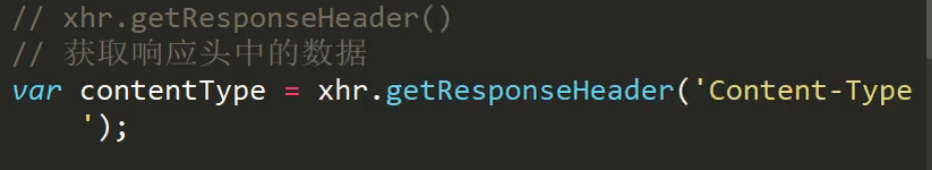 // xhr.getResponseHeader()
// 获取响应头中的数据
var contentType = xhr.getResponseHeader('Content-Type
');